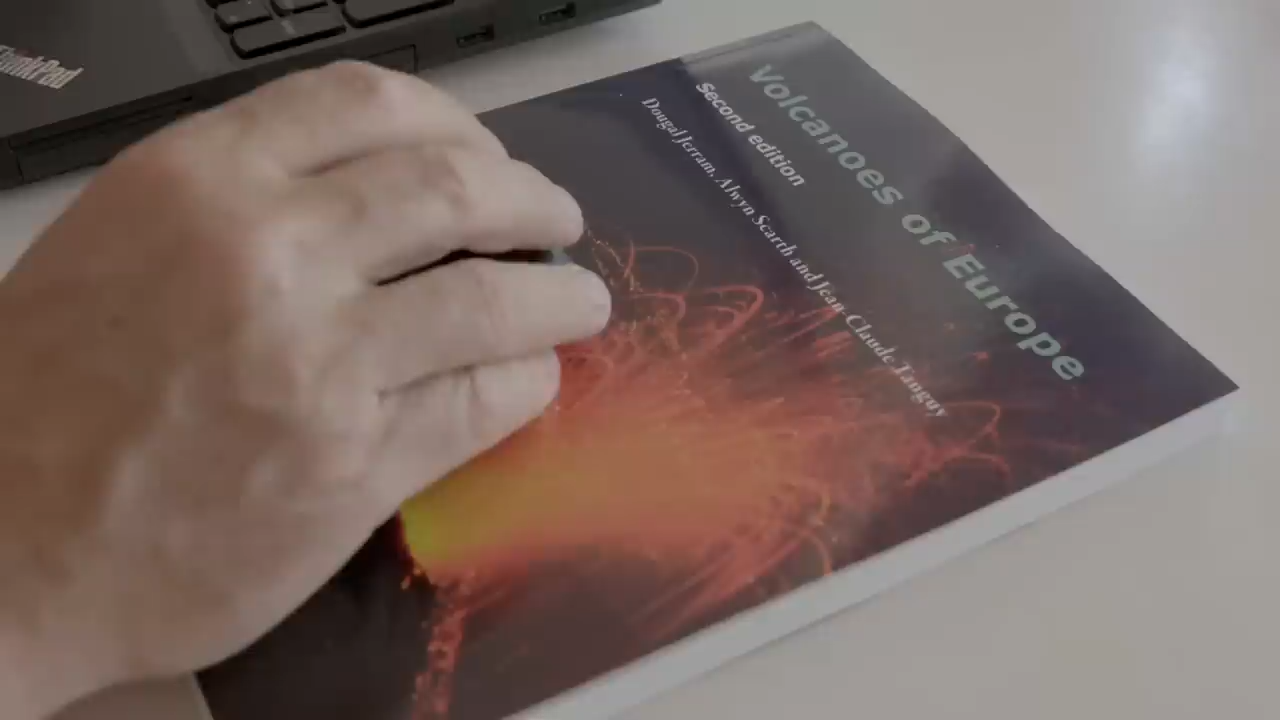 ThinkPad
Volcanoes of Europe
Second edition
Dougal Jerram, Alwyn Scarth and Jean-Claude Tanguy